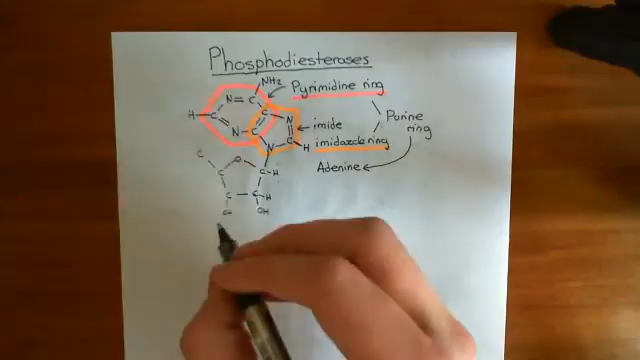 Phosphodiesterases
NH2
Pyrimidine ring
N = C
H - C
C
N
N - C
imide
Purine
ring
imidazole ring
N
C
H
Adenine
C
O
C
C-H
C - C-H
O-
OH